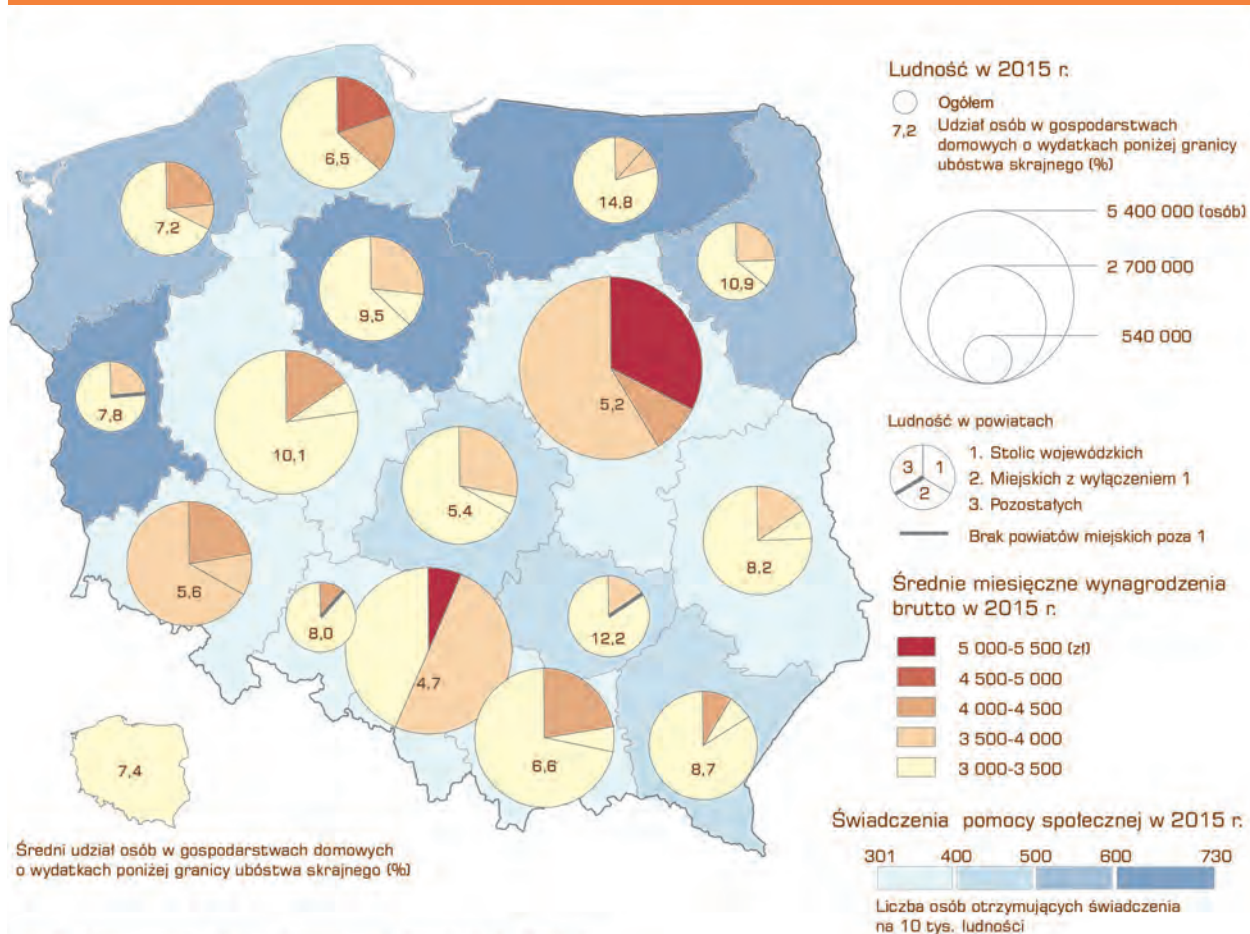 6,5
14,8
7,2
10,9
9,5
7,8
5,2
10,1
5,4
8,2
5,6
8,0
12,2
4,7
6,6
8,7
7,4
Średni udział osób w gospodarstwach domowych
o wydatkach poniżej granicy ubóstwa skrajnego (%)
Ludność w 2015 r.
Ogółem
7,2 Udział osób w gospodarstwach
domowych o wydatkach poniżej granicy
ubóstwa skrajnego (%)
5 400 000 (osób)
2 700 000
540 000
Ludność w powiatach
3 1
2
1. Stolic wojewódzkich
2. Miejskich z wyłączeniem 1
3. Pozostałych
Brak powiatów miejskich poza 1
Średnie miesięczne wynagrodzenia
brutto w 2015 r.
5 000-5 500 (zł)
4 500-5 000
4 000-4 500
3 500-4 000
3 000-3 500
Świadczenia pomocy społecznej w 2015 r.
301 400 500 600 730
Liczba osób otrzymujących świadczenia
na 10 tys. ludności